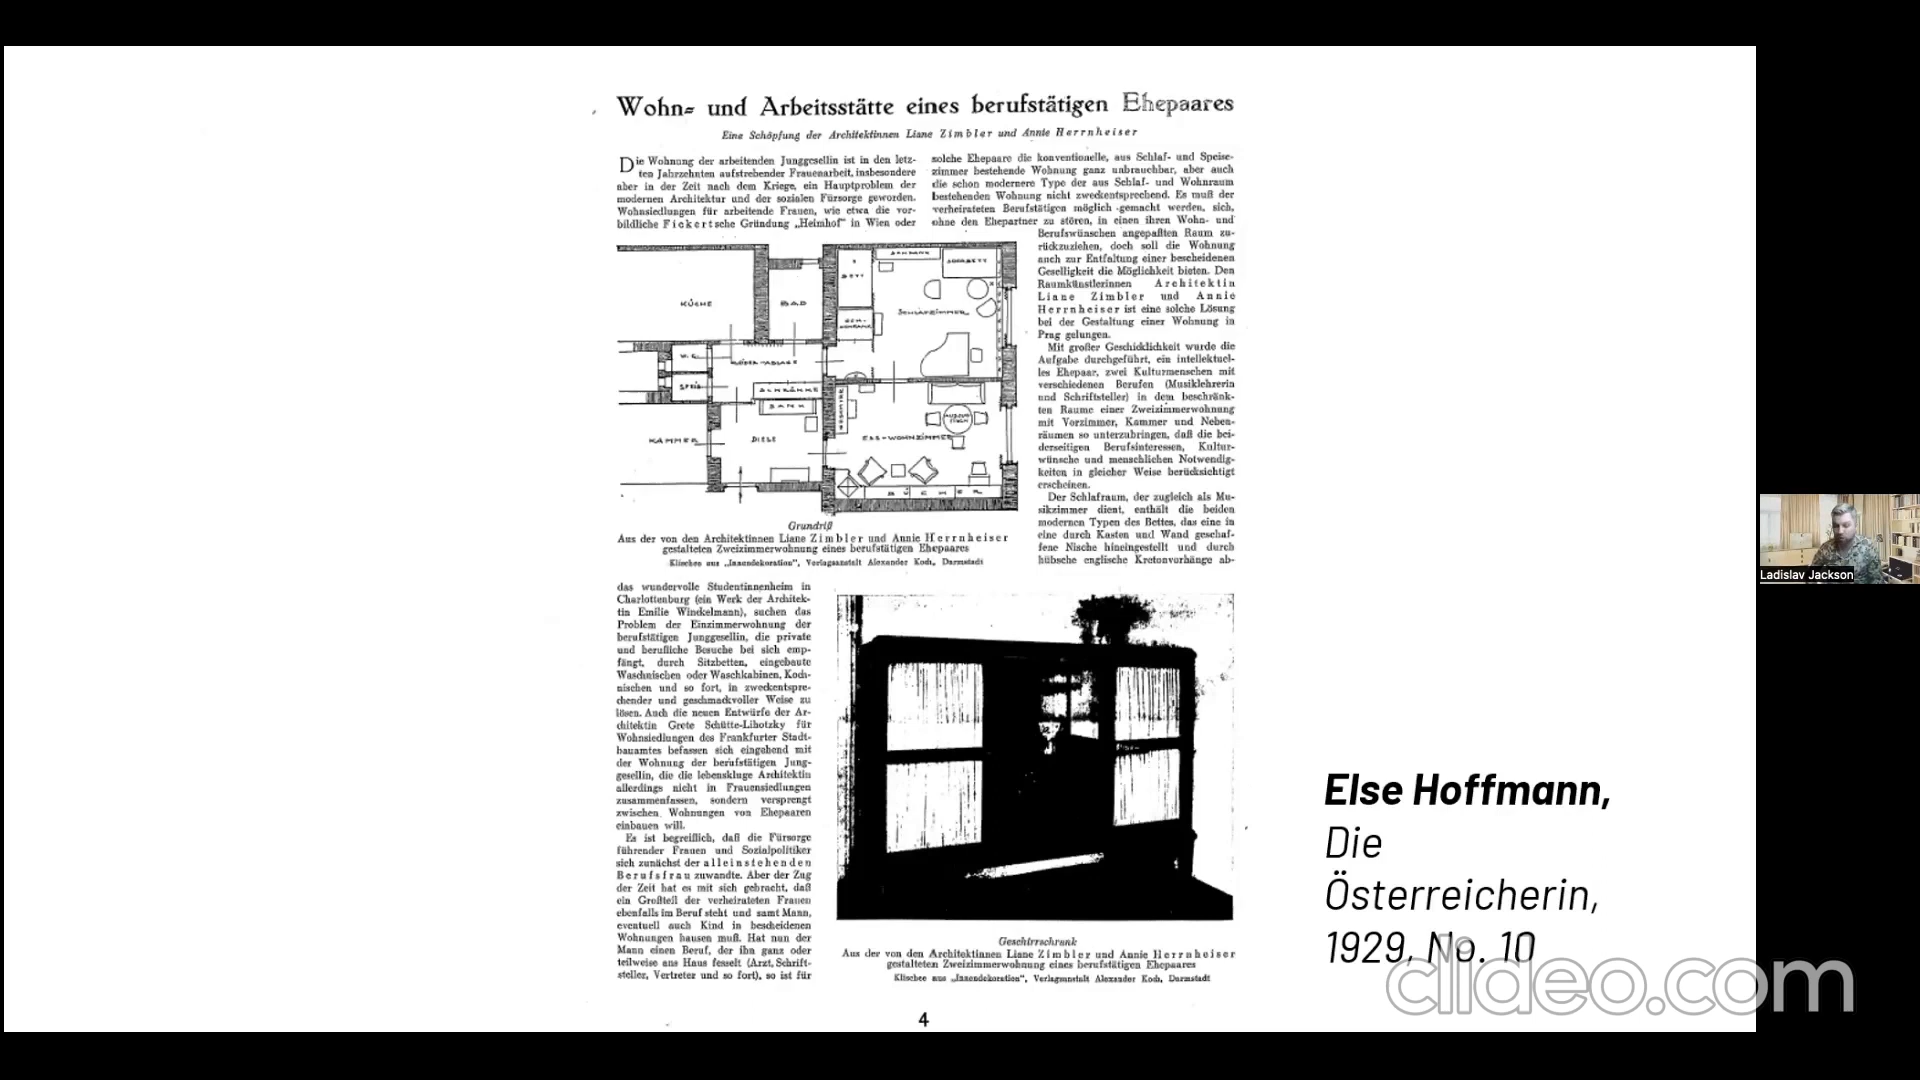 Wohn= und Arbeitsstätte eines berufstätigen Ehepaares
Eine Schöpfung der Architektinnen Liane Zimbler und Annie Herrnheiser
Die Wohnung der arbeitenden Junggesellin ist in den letz-
ten Jahrzehnten aufstrebender Frauenarbeit, insbesondere
aber in der Zeit nach dem Kriege, ein Hauptproblem der
modernen Architektur und der sozialen Fürsorge geworden.
Wohnsiedlungen für arbeitende Frauen, wie etwa die vor-
bildliche Fickertsche Gründung „Heimhof" in Wien oder
KÜCHE
BAD
BETT
SCHLAFZIMMER
W.C.
SPEIS
SCHRÄNKE
BANK
KAMMER
DIELE
ESS-WOHNZIMMER
BÜCHER
Grundriß
Aus der von den Architektinnen Liane Zimbler und Annie Herrnheiser
gestalteten Zweizimmerwohnung eines berufstätigen Ehepaares
Klischee aus „Innendekoration", Verlagsanstalt Alexander Koch, Darmstadt
das wundervolle Studentinnenheim in
Charlottenburg (ein Werk der Architek-
tin Emilie Winckelmann), suchen das
Problem der Einzimmerwohnung der
berufstätigen Junggesellin, die private
und berufliche Besuche bei sich emp-
fängt, durch Sitzbetten, eingebaute
Waschnischen oder Waschkabinen, Koch-
nischen und so fort, in zweckentspre-
chender und geschmackvoller Weise zu
lösen. Auch die neuen Entwürfe der Ar-
chitektin Grete Schütte-Lihotzky für
Wohnsiedlungen des Frankfurter Stadt-
bauamtes befassen sich eingehend mit
der Wohnung der berufstätigen Jung-
gesellin, die die lebenskluge Architektin
allerdings nicht in Frauensiedlungen
zusammenfassen, sondern versprengt
zwischen Wohnungen von Ehepaaren
einbauen will.
Es ist begreiflich, daß die Fürsorge
führender Frauen und Sozialpolitiker
sich zunächst der alleinstehenden
Berufsfrau zuwandte. Aber der Zug
der Zeit hat es mit sich gebracht, daß
ein Großteil der verheirateten Frauen
ebenfalls im Beruf steht und samt Mann,
eventuell auch Kind in bescheidenen
Wohnungen hausen muß. Hat nun der
Mann einen Beruf, der ihn ganz oder
teilweise ans Haus fesselt (Arzt, Schrift-
steller, Vertreter und so fort), so ist für
solche Ehepaare die konventionelle, aus Schlaf- und Speise-
zimmer bestehende Wohnung ganz unbrauchbar, aber auch
die schon modernere Type der aus Schlaf- und Wohnraum
bestehenden Wohnung nicht zweckentsprechend. Es muß der
verheirateten Berufstätigen möglich gemacht werden, sich,
ohne den Ehepartner zu stören, in einen ihren Wohn- und
Berufswünschen angepaßten Raum zu-
rückzuziehen, doch soll die Wohnung
auch zur Entfaltung einer bescheidenen
Geselligkeit die Möglichkeit bieten. Den
Raumkünstlerinnen Architektin
Liane Zimbler und Annie
Herrnheiser ist eine solche Lösung
bei der Gestaltung einer Wohnung in
Prag gelungen.
Mit großer Geschicklichkeit wurde die
Aufgabe durchgeführt, ein intellektuel-
les Ehepaar, zwei Kulturmenschen mit
verschiedenen Berufen (Musiklehrerin
und Schriftsteller) in dem beschränk-
ten Raume einer Zweizimmerwohnung
mit Vorzimmer, Kammer und Neben-
räumen so unterzubringen, daß die bei-
derseitigen Berufsinteressen, Kultur-
wünsche und menschlichen Notwendig-
keiten in gleicher Weise berücksichtigt
erscheinen.
Der Schlafraum, der zugleich als Mu-
sikzimmer dient, enthält die beiden
modernen Typen des Bettes, das eine in
eine durch Kasten und Wand geschaf-
fene Nische hineingestellt und durch
hübsche englische Kretonvorhänge ab-
Geschirrschrank
Aus der von den Architektinnen Liane Zimbler und Annie Herrnheiser
gestalteten Zweizimmerwohnung eines berufstätigen Ehepaares
Klischee aus „Innendekoration", Verlagsanstalt Alexander Koch, Darmstadt
4
Else Hoffmann,
Die
Österreicherin,
1929, No. 10
Ladislav Jackson
clideo.com